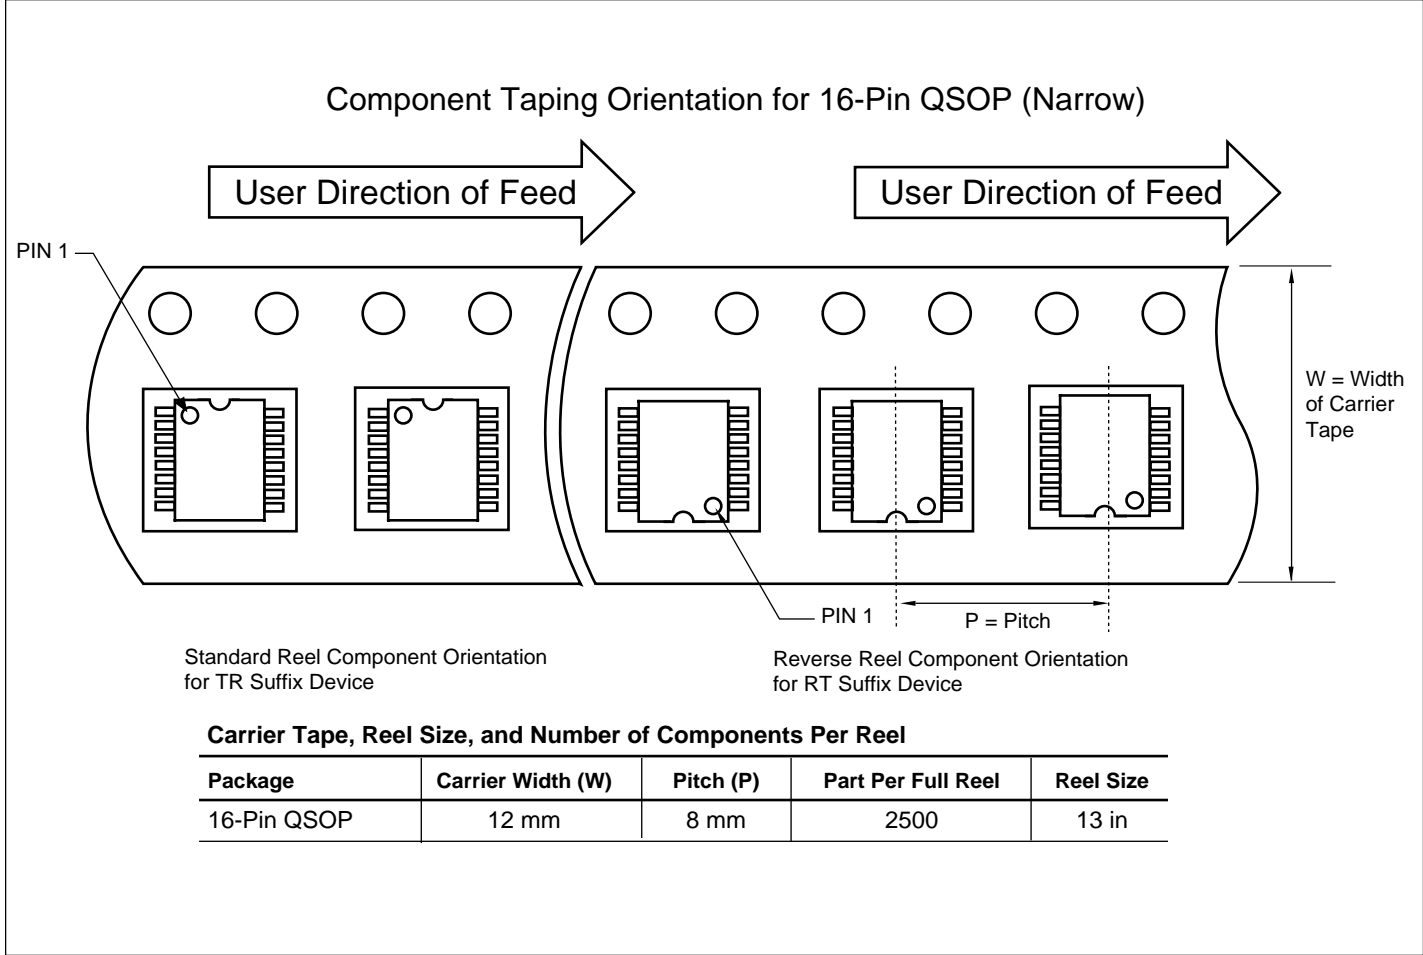 Component Taping Orientation for 16-Pin QSOP (Narrow)
User Direction of Feed
User Direction of Feed
PIN 1
W = Width
of Carrier
Tape
PIN 1
P = Pitch
Standard Reel Component Orientation
for TR Suffix Device
Reverse Reel Component Orientation
for RT Suffix Device
Carrier Tape, Reel Size, and Number of Components Per Reel
Package Carrier Width (W) Pitch (P) Part Per Full Reel Reel Size
16-Pin QSOP 12 mm 8 mm 2500 13 in